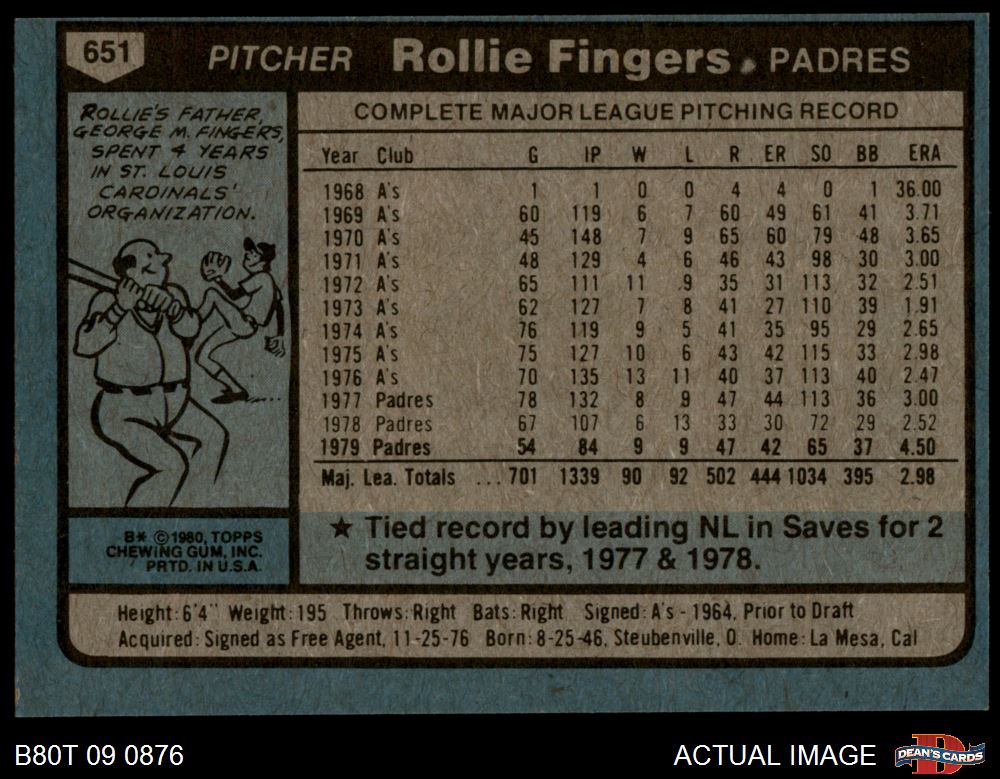 651 PITCHER Rollie Fingers. PADRES
ROLLIE'S FATHER,
GEORGE M. FINGERS,
SPENT 4 YEARS
IN ST. LOUIS
CARDINALS'
ORGANIZATION.
COMPLETE MAJOR LEAGUE PITCHING RECORD
Year Club G IP W L R ER SO BB ERA
1968 A's 1 1 0 0 4 4 0 1 36.00
1969 A's 60 119 6 7 60 49 61 41 3.71
1970 A's 45 148 7 9 65 60 79 48 3.65
1971 A's 48 129 4 6 46 43 98 30 3.00
1972 A's 65 111 11 9 35 31 113 32 2.51
1973 A's 62 127 7 8 41 27 110 39 1.91
1974 A's 76 119 9 5 41 35 95 29 2.65
1975 A's 75 127 10 6 43 42 115 33 2.98
1976 A's 70 135 13 11 40 37 113 40 2.47
1977 Padres 78 132 8 9 47 44 113 36 3.00
1978 Padres 67 107 6 13 33 30 72 29 2.52
1979 Padres 54 84 9 9 47 42 65 37 4.50
Maj. Lea. Totals ...701 1339 90 92 502 444 1034 395 2.98
★ Tied record by leading NL in Saves for 2
straight years, 1977 & 1978.
B* ©1980, TOPPS
CHEWING GUM, INC.
PRTD. IN U.S.A.
Height: 6'4" Weight: 195 Throws: Right Bats: Right Signed: A's - 1964, Prior to Draft
Acquired: Signed as Free Agent, 11-25-76 Born: 8-25-46, Steubenville, O. Home: La Mesa, Cal
B80T 09 0876 ACTUAL IMAGE
DEAN'S CARDS